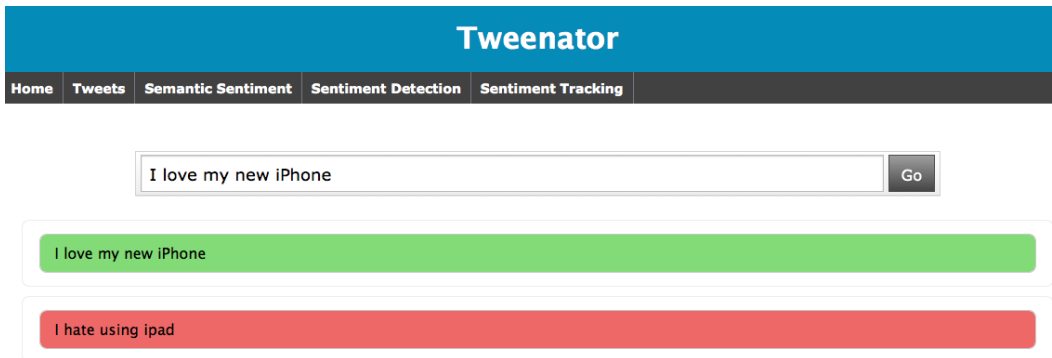 Tweenator
Home Tweets Semantic Sentiment Sentiment Detection Sentiment Tracking
I love my new iPhone Go
I love my new iPhone
I hate using ipad